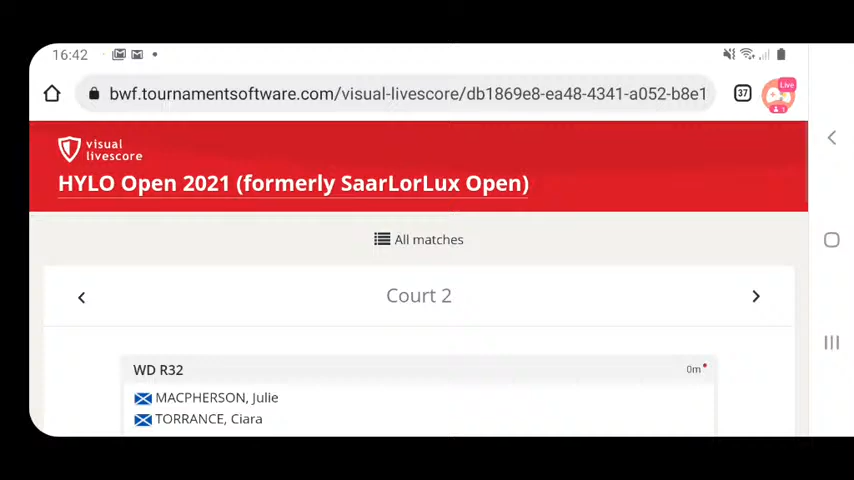 16:42
bwf.tournamentsoftware.com/visual-livescore/db1869e8-ea48-4341-a052-b8e1
37
Live
1
visual
livescore
HYLO Open 2021 (formerly SaarLorLux Open)
All matches
Court 2
WD R32 0m
MACPHERSON, Julie
TORRANCE, Ciara